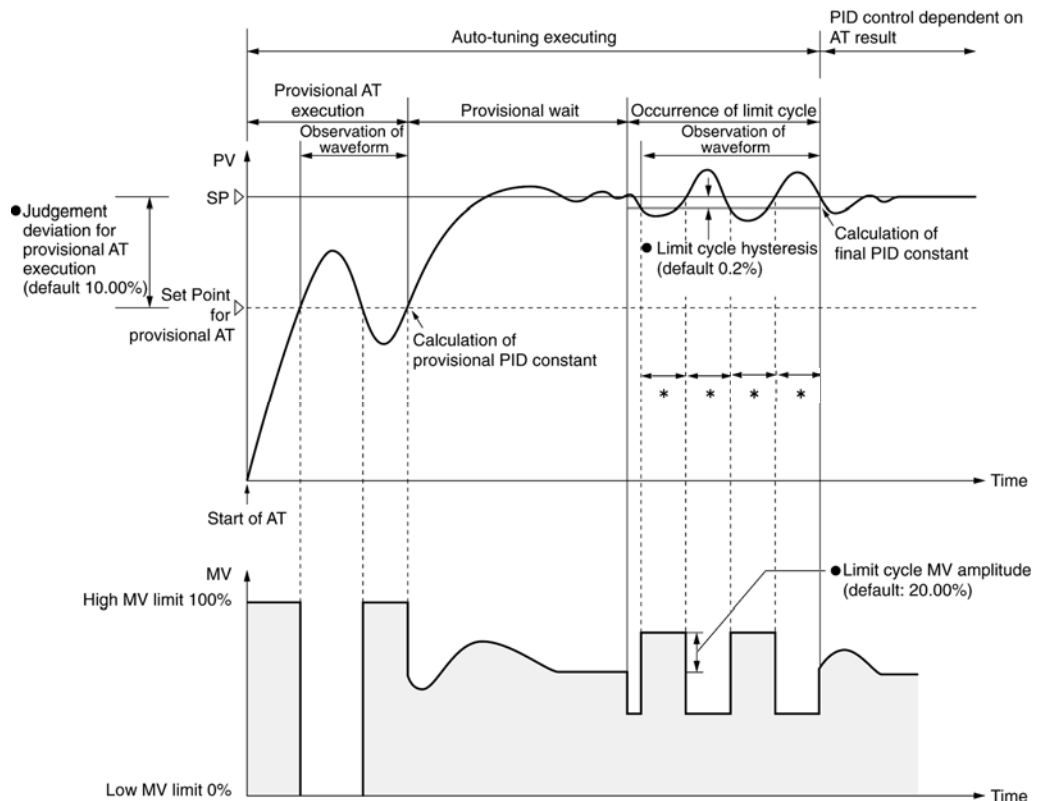 PID control dependent on
AT result
Auto-tuning executing
Provisional AT
execution
Provisional wait
Occurrence of limit cycle
Observation of
waveform
Observation of
waveform
PV
SP
●Judgement
deviation for
provisional AT
execution
(default 10.00%)
Set Point
for
provisional AT
Calculation of
provisional PID constant
● Limit cycle hysteresis
(default 0.2%)
Calculation of
final PID constant
* * * *
Time
Start of AT
MV
High MV limit 100%
●Limit cycle MV amplitude
(default: 20.00%)
Low MV limit 0%
Time